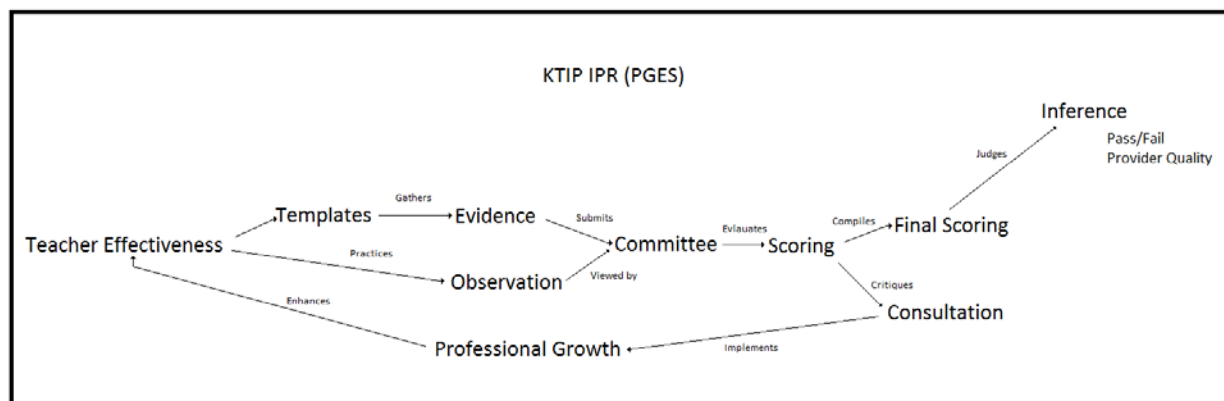 KTIP IPR (PGES)
Inference
Pass/Fail
Provider Quality
Judges
Gathers
Templates
Evidence
Submits
Compiles
Final Scoring
Teacher Effectiveness
Committee
Evlauates
Scoring
Practices
Observation
Viewed by
Critiques
Enhances
Consultation
Professional Growth
Implements